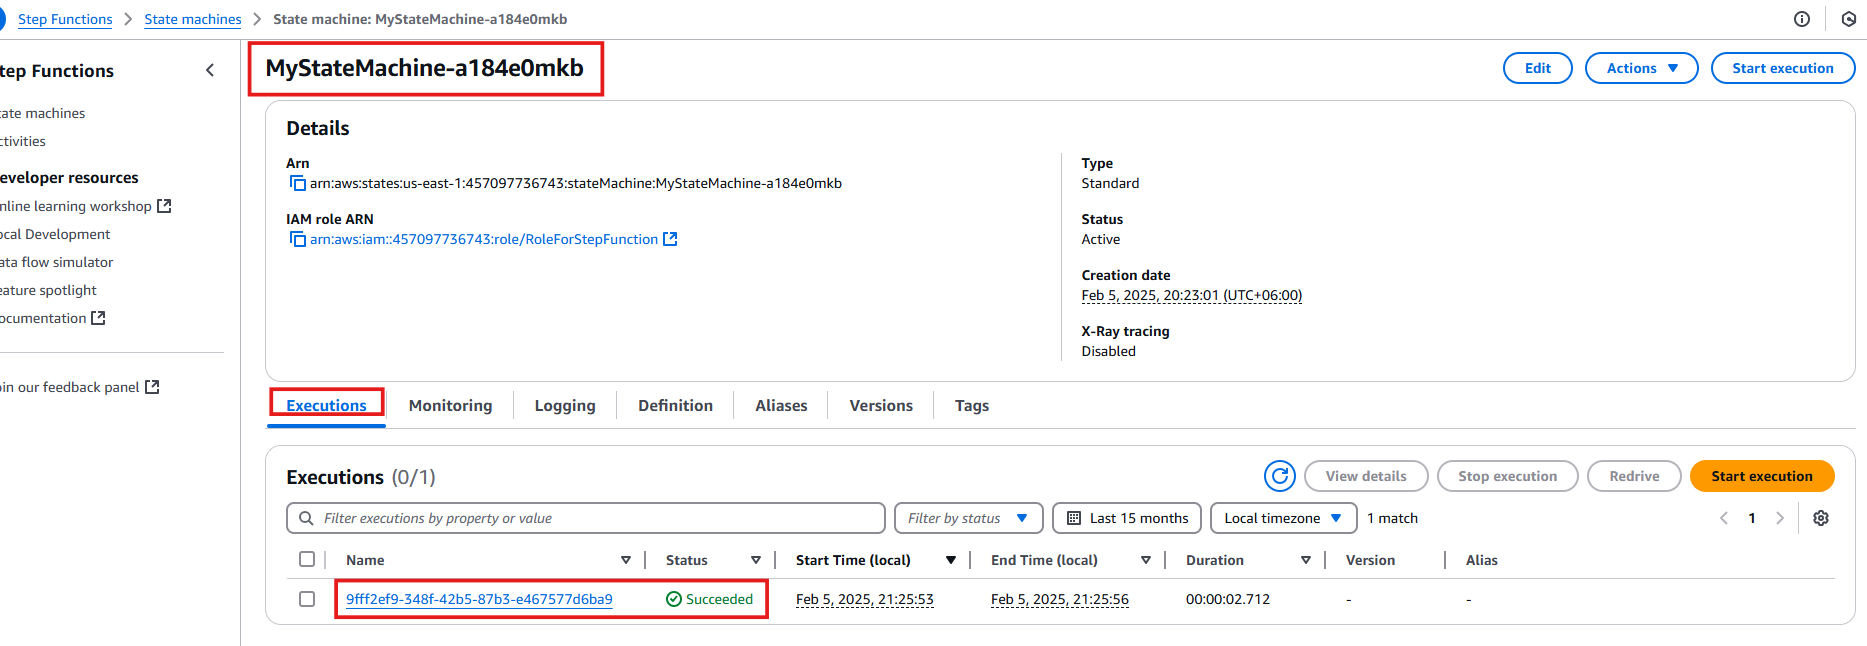 Step Functions > State machines > State machine: MyStateMachine-a184e0mkb
tep Functions
ate machines
ctivities
eveloper resources
nline learning workshop
ocal Development
ata flow simulator
eature spotlight
ocumentation
oin our feedback panel
MyStateMachine-a184e0mkb
Edit Actions Start execution
Details
Arn
arn:aws:states:us-east-1:457097736743:stateMachine:MyStateMachine-a184e0mkb
IAM role ARN
arn:aws:iam::457097736743:role/RoleForStepFunction
Type
Standard
Status
Active
Creation date
Feb 5, 2025, 20:23:01 (UTC+06:00)
X-Ray tracing
Disabled
Executions Monitoring Logging Definition Aliases Versions Tags
Executions (0/1)
View details Stop execution Redrive Start execution
Filter executions by property or value Filter by status Last 15 months Local timezone 1 match 1
Name Status Start Time (local) End Time (local) Duration Version Alias
9fff2ef9-348f-42b5-87b3-e467577d6ba9 Succeeded Feb 5, 2025, 21:25:53 Feb 5, 2025, 21:25:56 00:00:02.712 - -